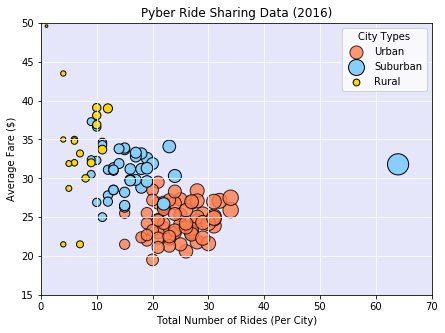 Pyber Ride Sharing Data (2016)
City Types
Urban
Suburban
Rural
Average Fare ($)
50
45
40
35
30
25
20
15
0 10 20 30 40 50 60 70
Total Number of Rides (Per City)